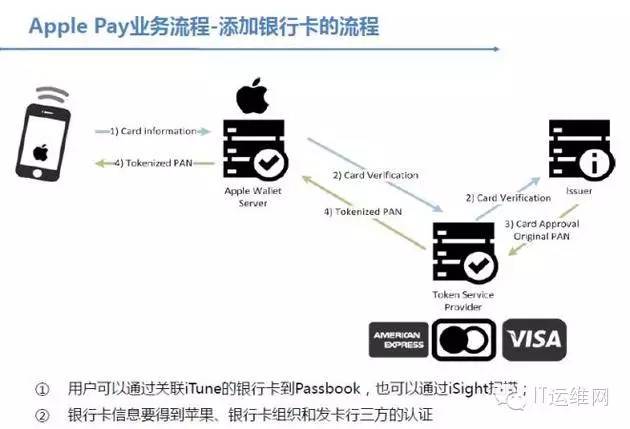 Apple Pay业务流程-添加银行卡的流程
1) Card Information
4) Tokenized PAN
Apple Wallet
Server
2) Card Verification
4) Tokenized PAN
2) Card Verification
Issuer
3) Card Approval
Original PAN
Token Service
Provider
AMERICAN
EXPRESS
VISA
① 用户可以通过关联iTune的银行卡到Passbook，也可以通过iSight扫描；
② 银行卡信息要得到苹果、银行卡组织和发卡行三方的认证
IT运维网